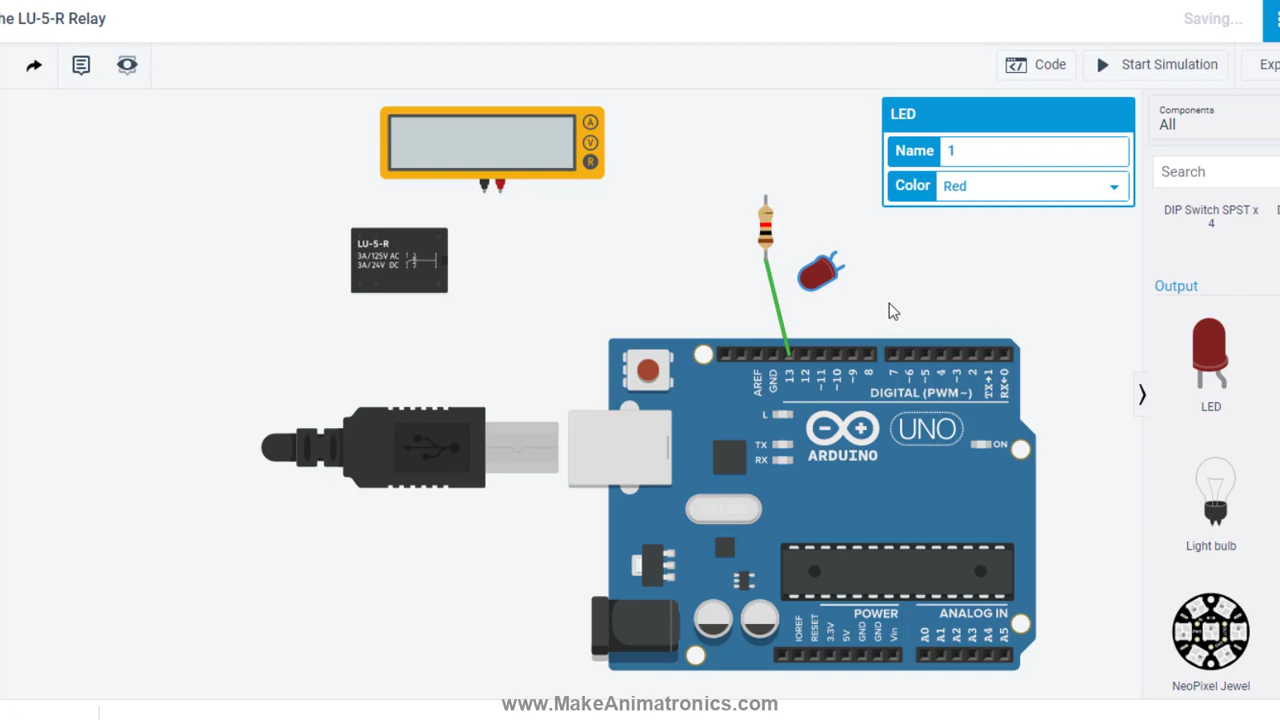 he LU-5-R Relay
Saving...
Code
Start Simulation
Exp
LED
Name 1
Color Red
Components
All
Search
DIP Switch SPST x
4
Output
LED
Light bulb
NeoPixel Jewel
A
V
R
LU-5-R
3A/125V AC
3A/24V DC
AREF
GND
13
12
~11
~10
~9
8
7
~6
~5
4
~3
2
TX→1
RX←0
DIGITAL (PWM~)
L
TX
RX
ARDUINO
UNO
ON
POWER
ANALOG IN
IOREF
RESET
3.3V
5V
GND
GND
Vin
A0
A1
A2
A3
A4
A5
www.MakeAnimatronics.com